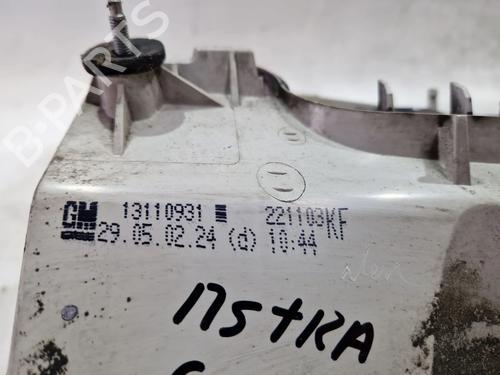 B-PARTS
GM 13110931 221103KF
29.05.02.24 (d) 10:44
ASTRA